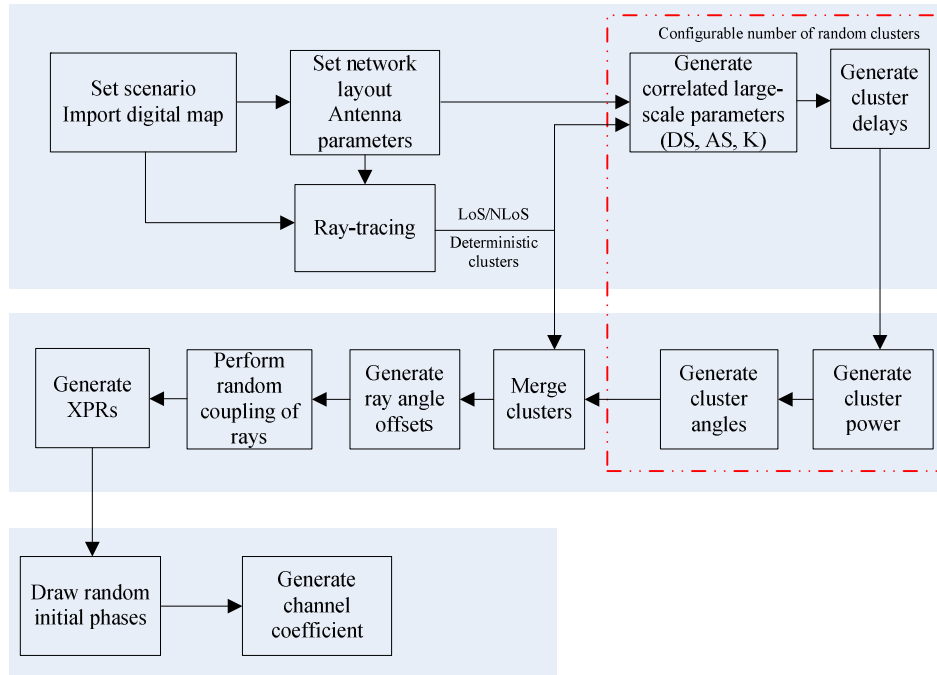 Configurable number of random clusters
Set scenario
Import digital map
Set network
layout
Antenna
parameters
Generate
correlated large-
scale parameters
(DS, AS, K)
Generate
cluster
delays
Ray-tracing
LoS/NLoS
Deterministic
clusters
Generate
XPRs
Perform
random
coupling of
rays
Generate
ray angle
offsets
Merge
clusters
Generate
cluster
angles
Generate
cluster
power
Draw random
initial phases
Generate
channel
coefficient